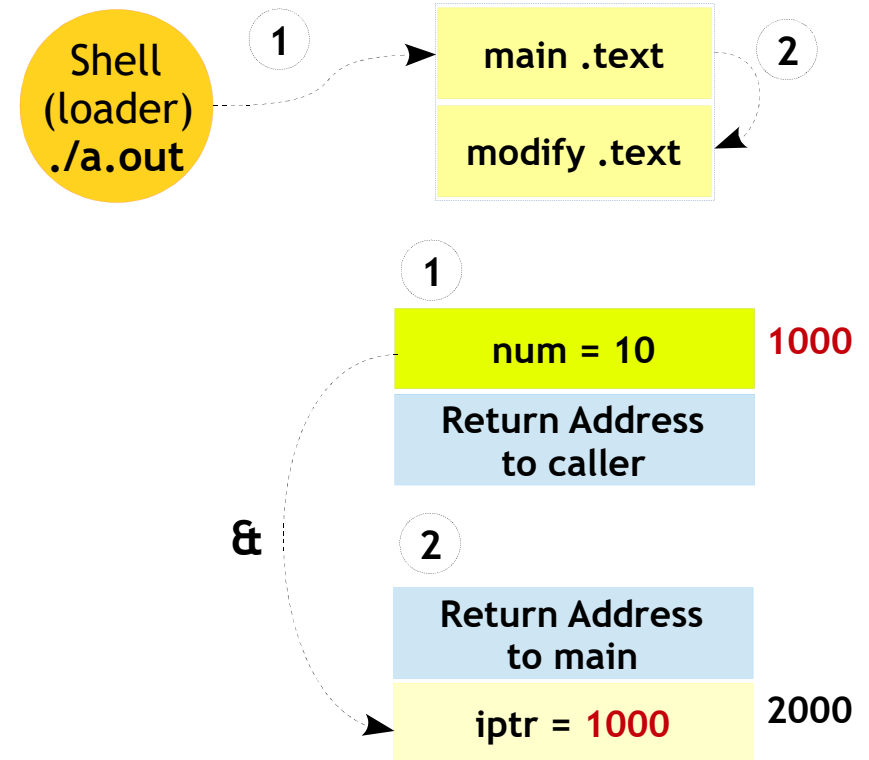 Shell
(loader)
./a.out
1
main .text
2
modify .text
1
num = 10
1000
Return Address
to caller
&
2
Return Address
to main
iptr = 1000
2000